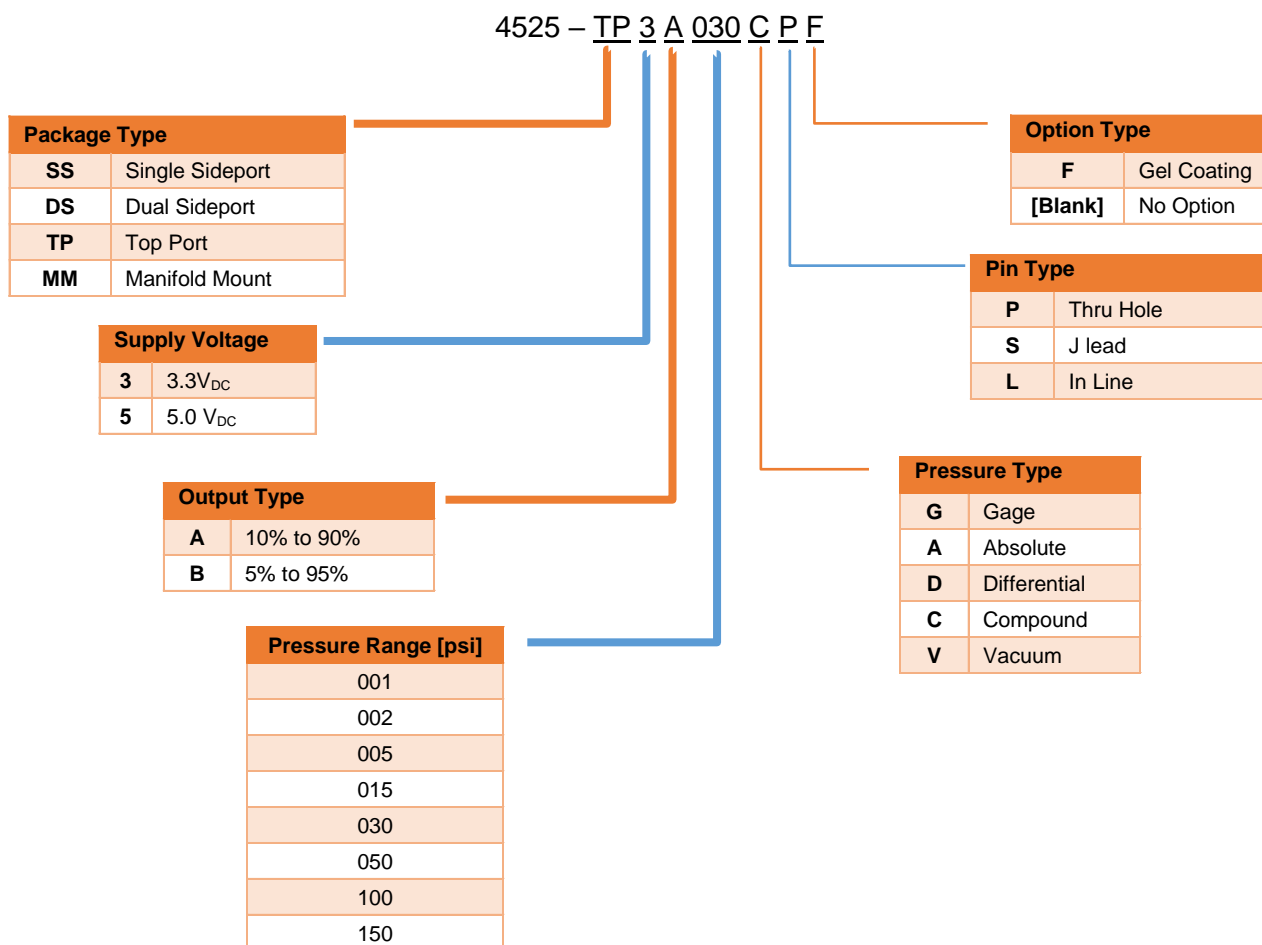 4525 – TP 3 A 030 C P F
Package Type
SS Single Sideport
DS Dual Sideport
TP Top Port
MM Manifold Mount
Supply Voltage
3 3.3VDC
5 5.0 VDC
Output Type
A 10% to 90%
B 5% to 95%
Pressure Range [psi]
001
002
005
015
030
050
100
150
Option Type
F Gel Coating
[Blank] No Option
Pin Type
P Thru Hole
S J lead
L In Line
Pressure Type
G Gage
A Absolute
D Differential
C Compound
V Vacuum